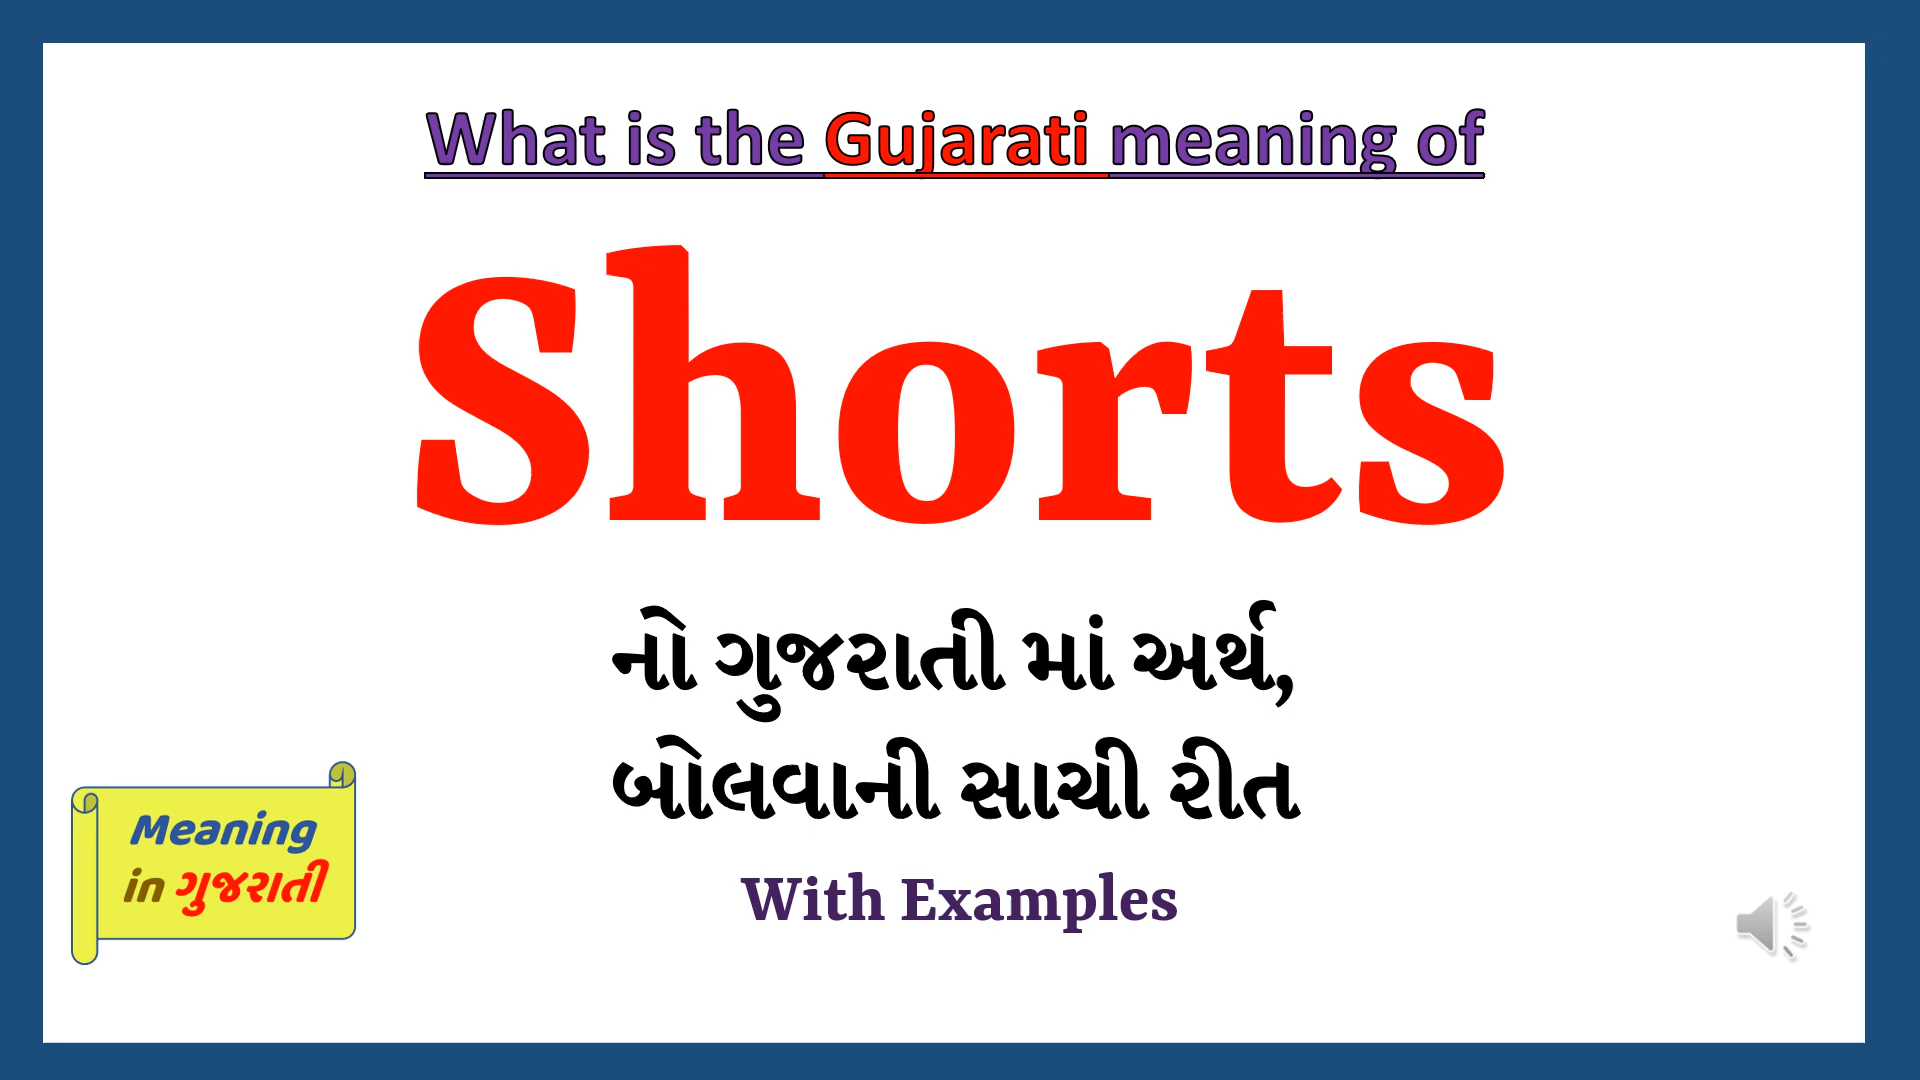 What is the Gujarati meaning of
Shorts
નો ગુજરાતી માં અર્થ,
બોલવાની સાચી રીત
With Examples
Meaning
in ગુજરાતી